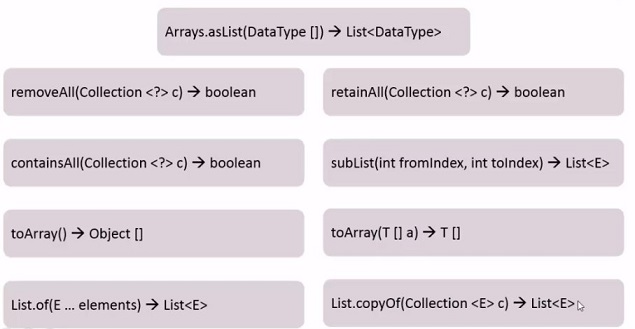 Arrays.asList(DataType []) → List<DataType>
removeAll(Collection <?> c) → boolean
retainAll(Collection <?> c) → boolean
containsAll(Collection <?> c) → boolean
subList(int fromIndex, int toIndex) → List<E>
toArray() → Object []
toArray(T [] a) → T []
List.of(E ... elements) → List<E>
List.copyOf(Collection <E> c) → List<E>